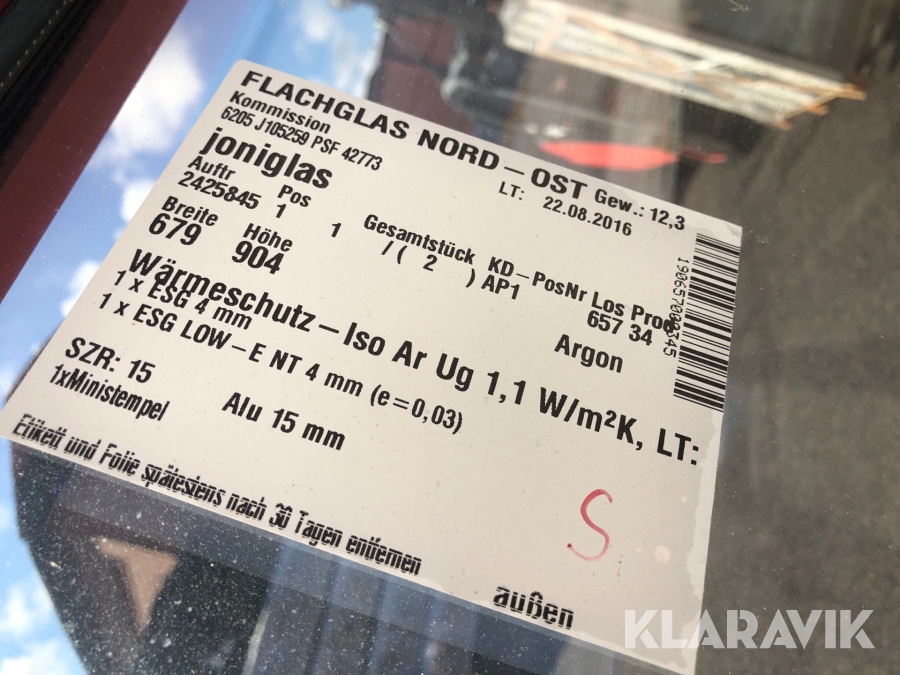 FLACHGLAS NORD – OST Gew.: 12,3
Kommission LT: 22.08.2016
6205 J105259 PSF 42773
joniglas
Auftr Pos Gesamtstück KD–PosNr Los Prod
2425845 1 1 / ( 2 ) AP1 657 34
Breite Höhe
679 904 Argon
Wärmeschutz – Iso Ar Ug 1,1 W/m²K, LT:
1 x ESG 4 mm
1 x ESG LOW – E NT 4 mm (e=0,03)
SZR: 15 Alu 15 mm
1xMinistempel
Etikett und Folie spätestens nach 30 Tagen entfernen
außen
S
KLARAVIK